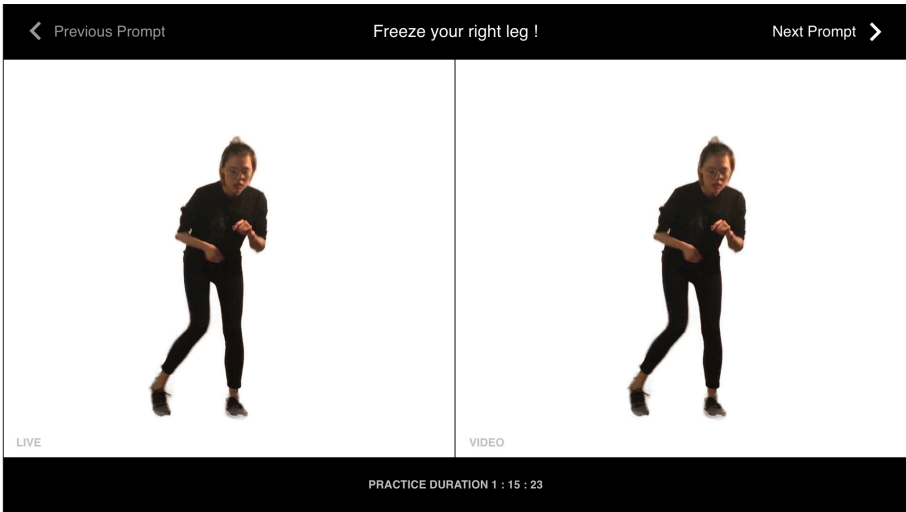 Previous Prompt
Freeze your right leg !
Next Prompt
LIVE
VIDEO
PRACTICE DURATION 1 : 15 : 23